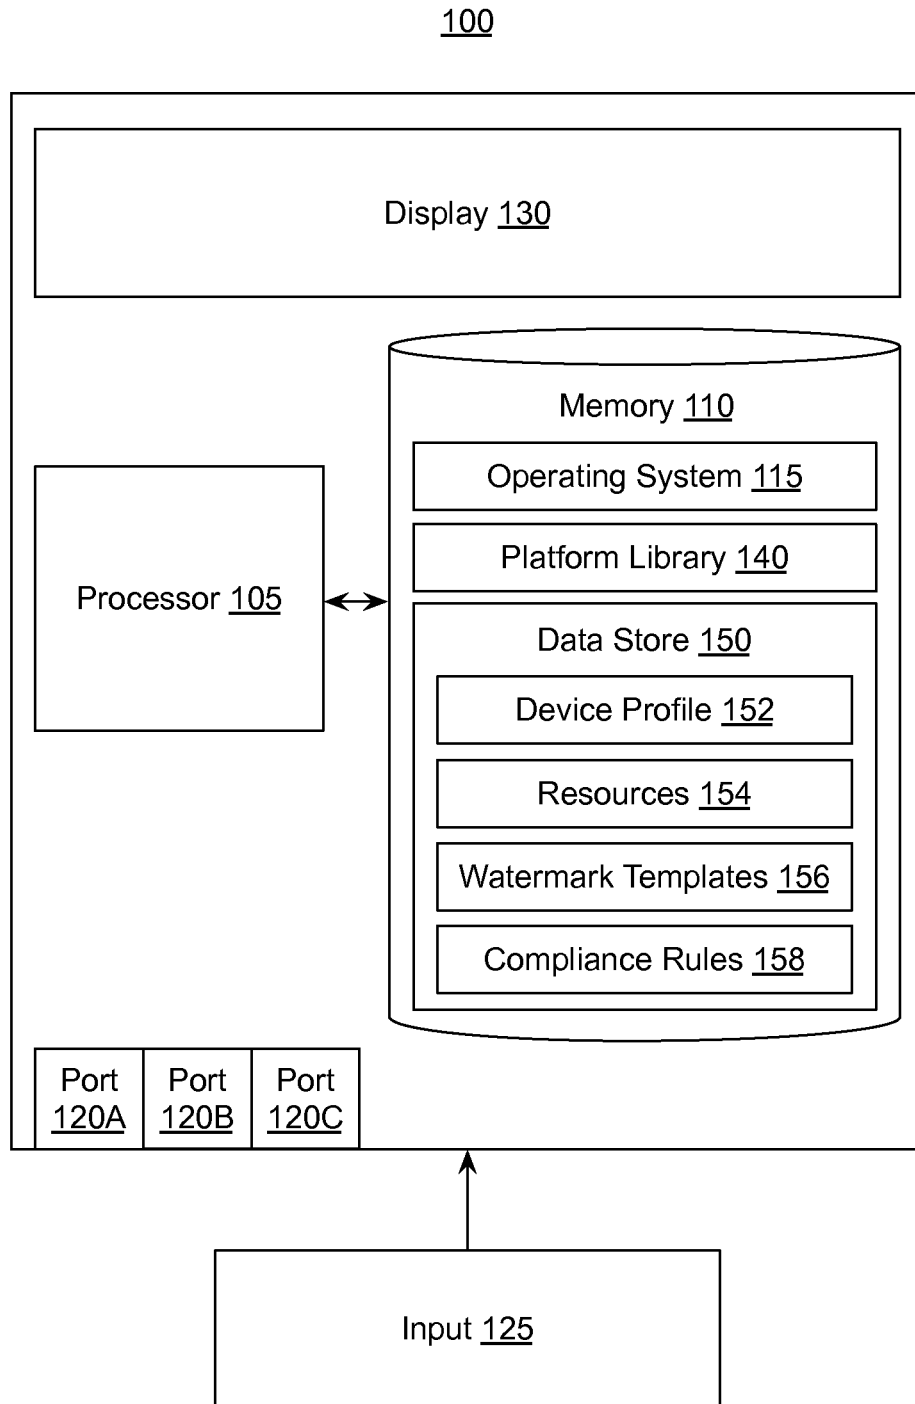 100
Display 130
Memory 110
Operating System 115
Platform Library 140
Processor 105
Data Store 150
Device Profile 152
Resources 154
Watermark Templates 156
Compliance Rules 158
Port
120A
Port
120B
Port
120C
Input 125